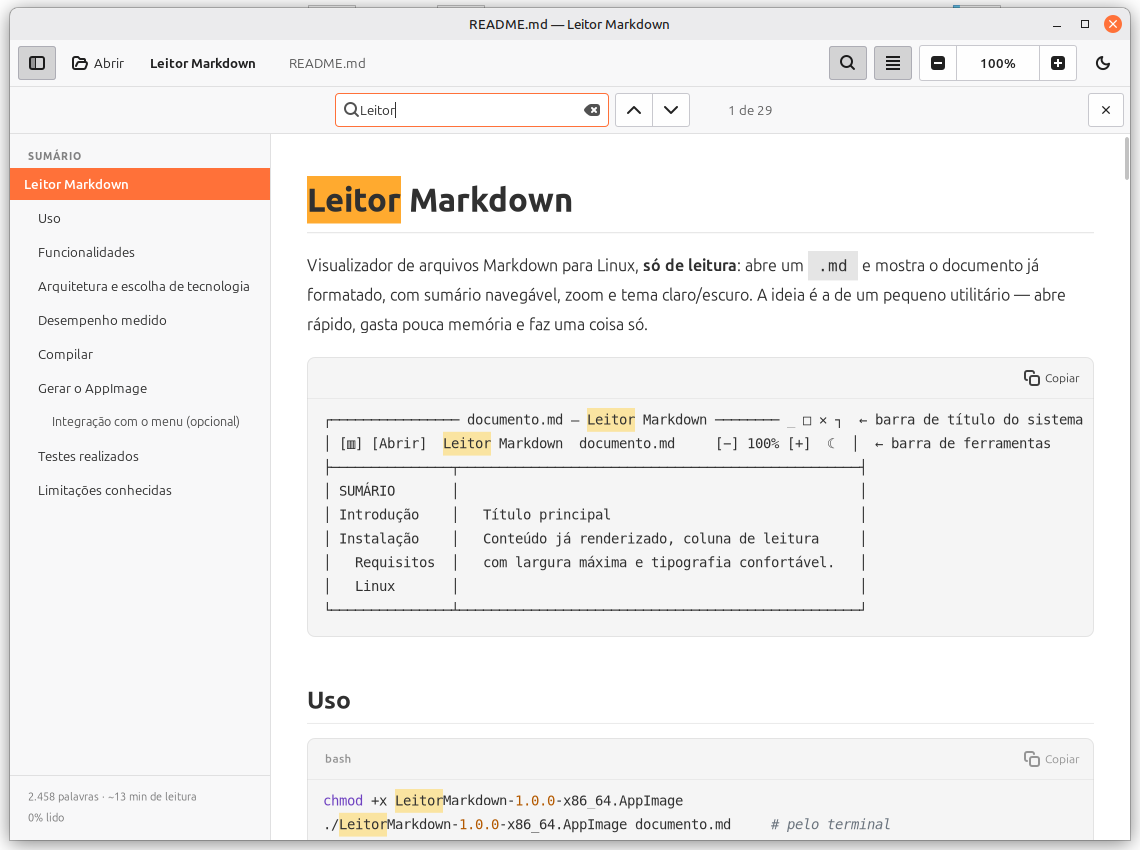 README.md — Leitor Markdown
Abrir Leitor Markdown README.md 100%
Leitor 1 de 29
SUMÁRIO
Leitor Markdown
Uso
Funcionalidades
Arquitetura e escolha de tecnologia
Desempenho medido
Compilar
Gerar o AppImage
Integração com o menu (opcional)
Testes realizados
Limitações conhecidas
2.458 palavras · ~13 min de leitura
0% lido
Leitor Markdown
Visualizador de arquivos Markdown para Linux, só de leitura: abre um .md e mostra o documento já
formatado, com sumário navegável, zoom e tema claro/escuro. A ideia é a de um pequeno utilitário — abre
rápido, gasta pouca memória e faz uma coisa só.
Copiar
┌──────────────── documento.md — Leitor Markdown ──────── _ □ × ┐ ← barra de título do sistema
│ [▥] [Abrir]  Leitor Markdown  documento.md     [−] 100% [+]  ☾ │ ← barra de ferramentas
├───────────────┬──────────────────────────────────────────────────┤
│ SUMÁRIO       │                                                  │
│ Introdução    │   Título principal                               │
│ Instalação    │   Conteúdo já renderizado, coluna de leitura     │
│   Requisitos  │   com largura máxima e tipografia confortável.   │
│   Linux       │                                                  │
└───────────────┴──────────────────────────────────────────────────┘
Uso
bash Copiar
chmod +x LeitorMarkdown-1.0.0-x86_64.AppImage
./LeitorMarkdown-1.0.0-x86_64.AppImage documento.md     # pelo terminal